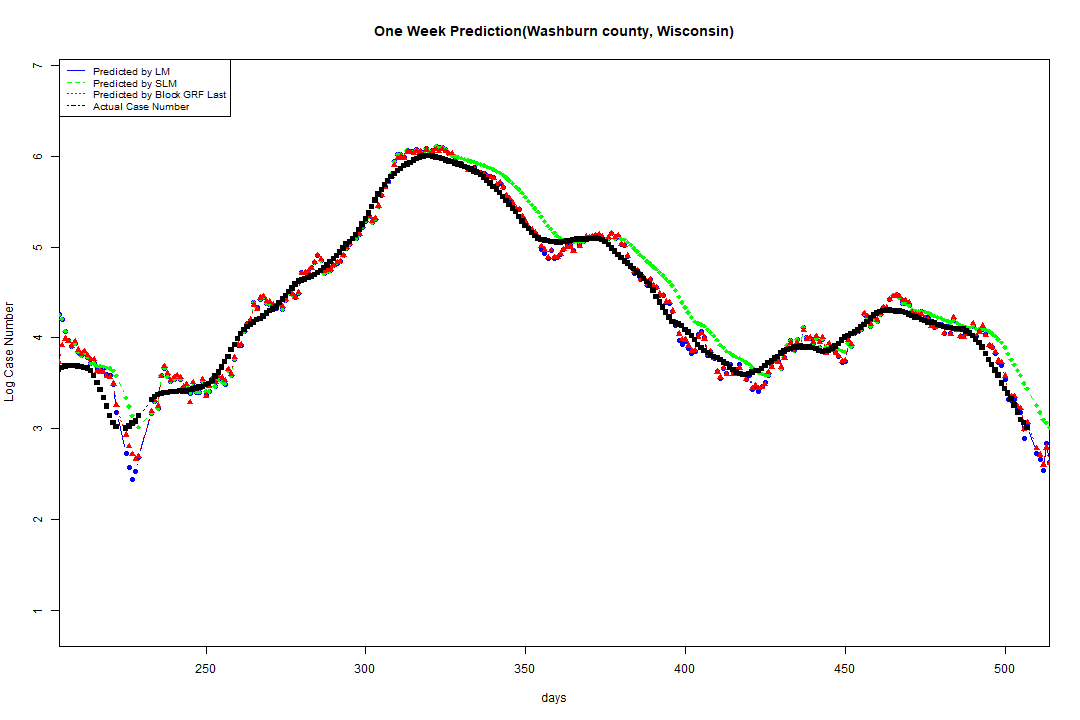 One Week Prediction(Washburn county, Wisconsin)
Predicted by LM
Predicted by SLM
Predicted by Block GRF Last
Actual Case Number
7
6
5
4
3
2
1
Log Case Number
250 300 350 400 450 500
days